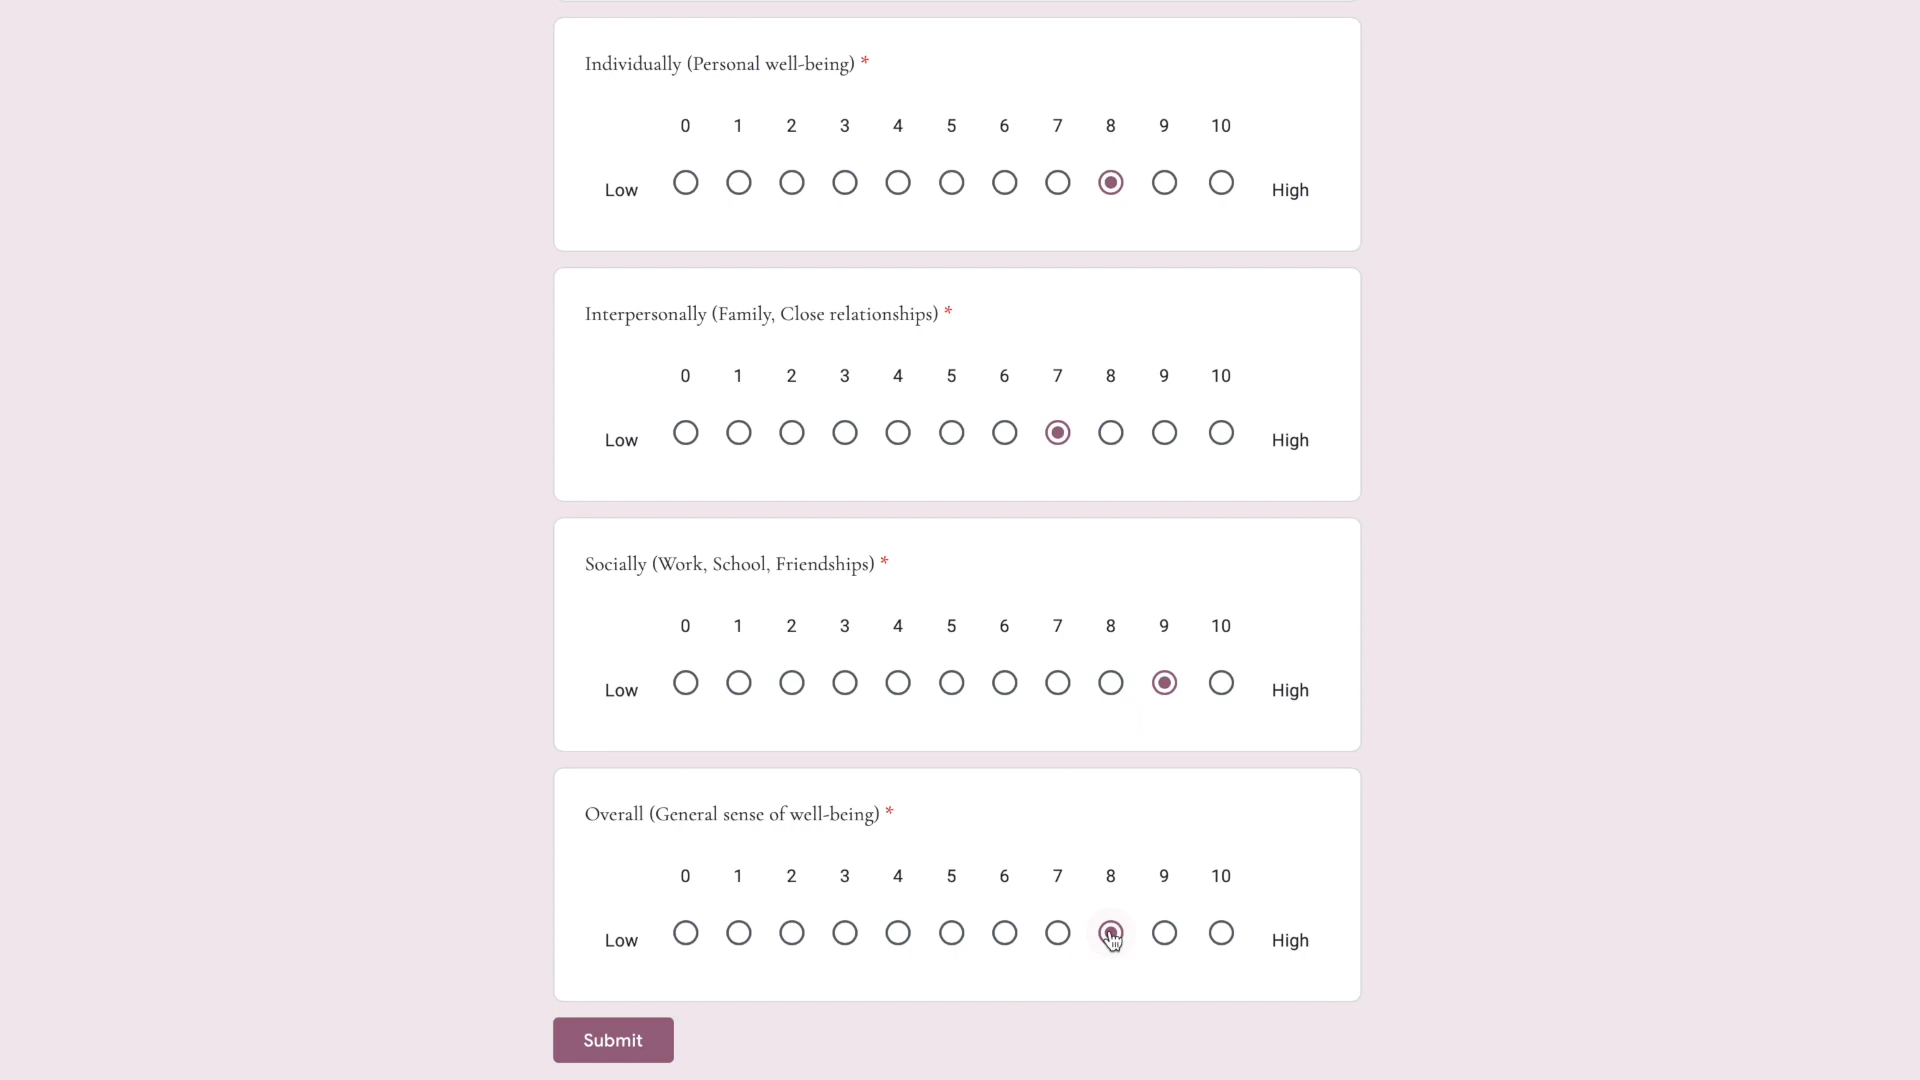 Individually (Personal well-being) *
0 1 2 3 4 5 6 7 8 9 10
Low High
Interpersonally (Family, Close relationships) *
0 1 2 3 4 5 6 7 8 9 10
Low High
Socially (Work, School, Friendships) *
0 1 2 3 4 5 6 7 8 9 10
Low High
Overall (General sense of well-being) *
0 1 2 3 4 5 6 7 8 9 10
Low High
Submit